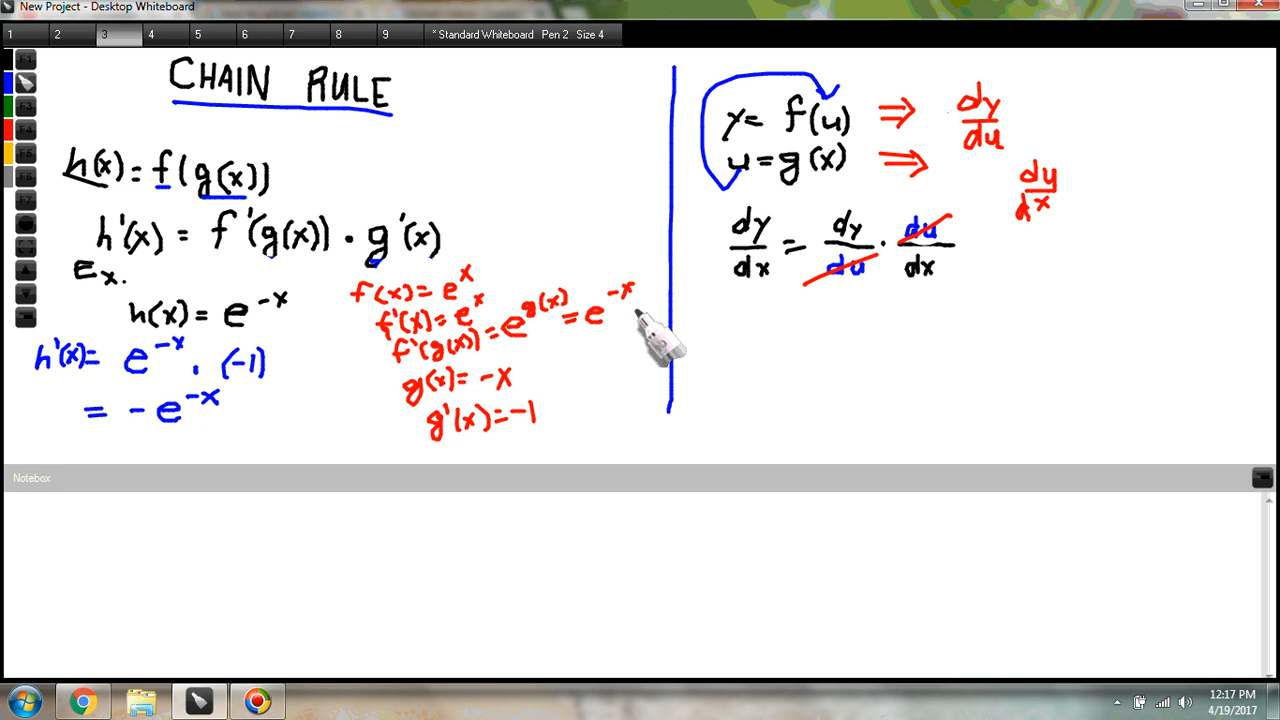 New Project - Desktop Whiteboard
1 2 3 4 5 6 7 8 9 * Standard Whiteboard Pen 2 Size 4
CHAIN RULE
h(x) = f(g(x))
h'(x) = f'(g(x)) · g'(x)
Ex.
h(x) = e^-x
h'(x) = e^-x . (-1)
= -e^-x
f(x) = e^x
f'(x) = e^x
f'(g(x)) = e^g(x) = e^-x
g(x) = -x
g'(x) = -1
y = f(u) ⇒ dy/du
u = g(x) ⇒ du/dx
dy/dx = dy/du · du/dx
Notebox
12:17 PM
4/19/2017